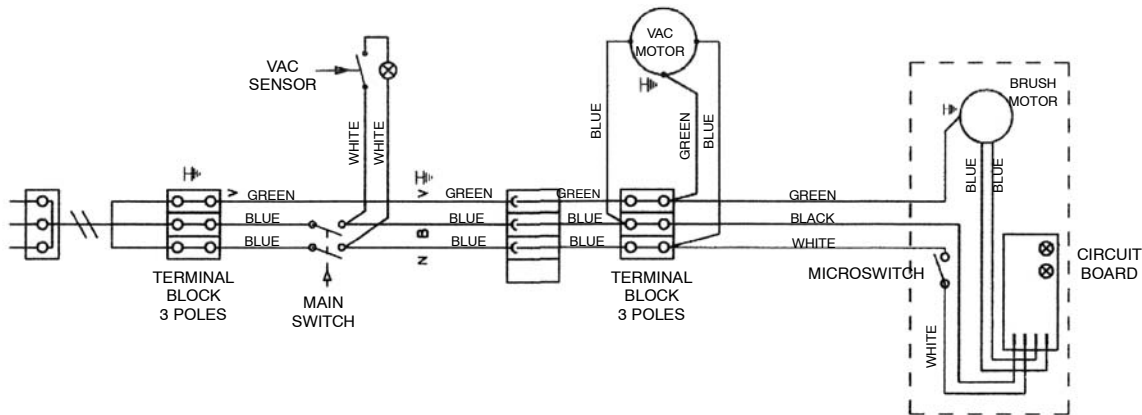 VAC
SENSOR
WHITE
WHITE
VAC
MOTOR
BLUE
GREEN
BLUE
BRUSH
MOTOR
BLUE
BLUE
V
GREEN
GREEN
V
GREEN
GREEN
BLUE
BLUE
B
BLUE
BLACK
BLUE
BLUE
N
BLUE
WHITE
TERMINAL
BLOCK
3 POLES
MAIN
SWITCH
TERMINAL
BLOCK
3 POLES
MICROSWITCH
WHITE
CIRCUIT
BOARD